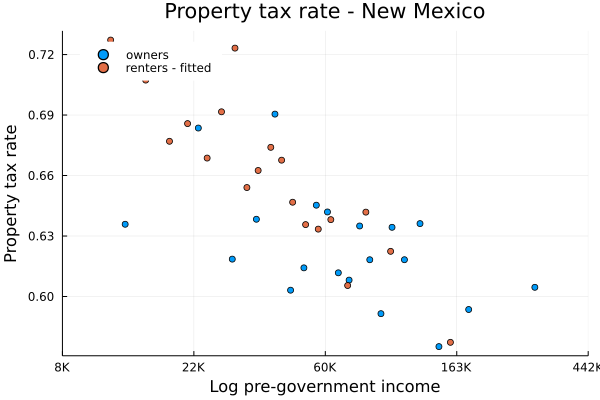 Property tax rate - New Mexico
owners
renters - fitted
Property tax rate
0.72
0.69
0.66
0.63
0.60
8K 22K 60K 163K 442K
Log pre-government income